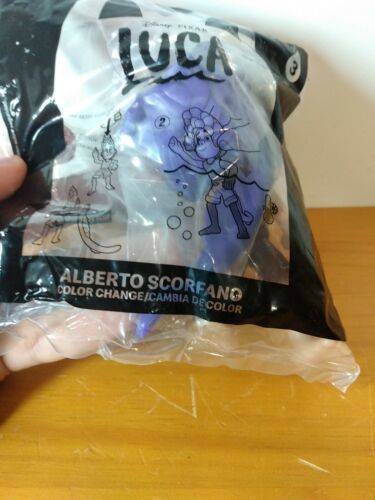 Disney · PIXAR
LUCA
3
2
ALBERTO SCORFANO
COLOR CHANGE/CAMBIA DE COLOR